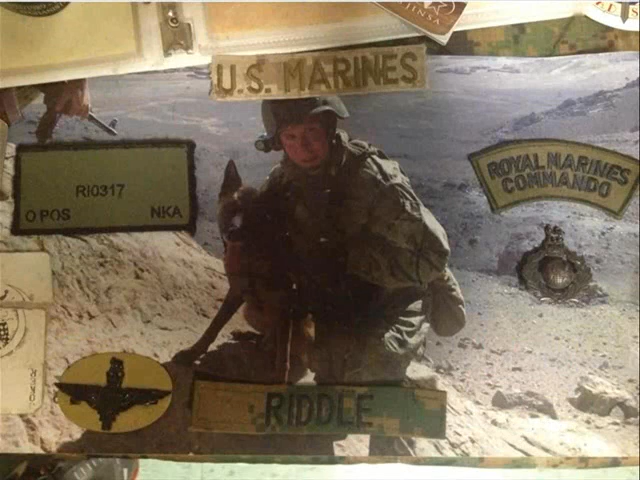 U.S. MARINES
ROYAL MARINES
COMMANDO
RI0317
O POS NKA
RIDDLE